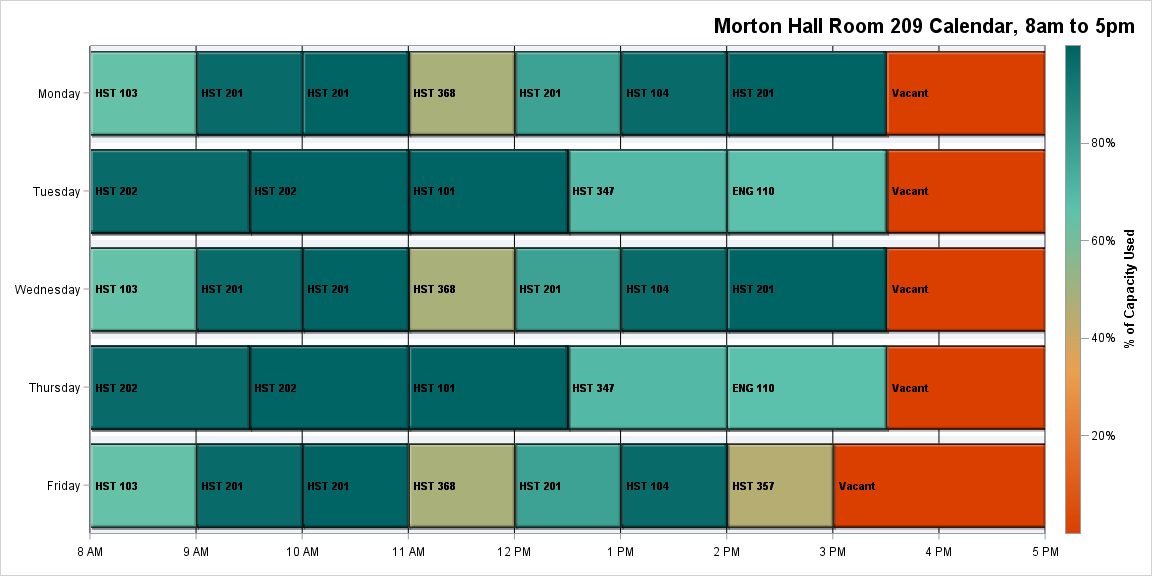 Morton Hall Room 209 Calendar, 8am to 5pm
Monday HST 103 HST 201 HST 201 HST 368 HST 201 HST 104 HST 201 Vacant
80%
Tuesday HST 202 HST 202 HST 101 HST 347 ENG 110 Vacant
60%
% of Capacity Used
Wednesday HST 103 HST 201 HST 201 HST 368 HST 201 HST 104 HST 201 Vacant
40%
Thursday HST 202 HST 202 HST 101 HST 347 ENG 110 Vacant
20%
Friday HST 103 HST 201 HST 201 HST 368 HST 201 HST 104 HST 357 Vacant
8 AM 9 AM 10 AM 11 AM 12 PM 1 PM 2 PM 3 PM 4 PM 5 PM